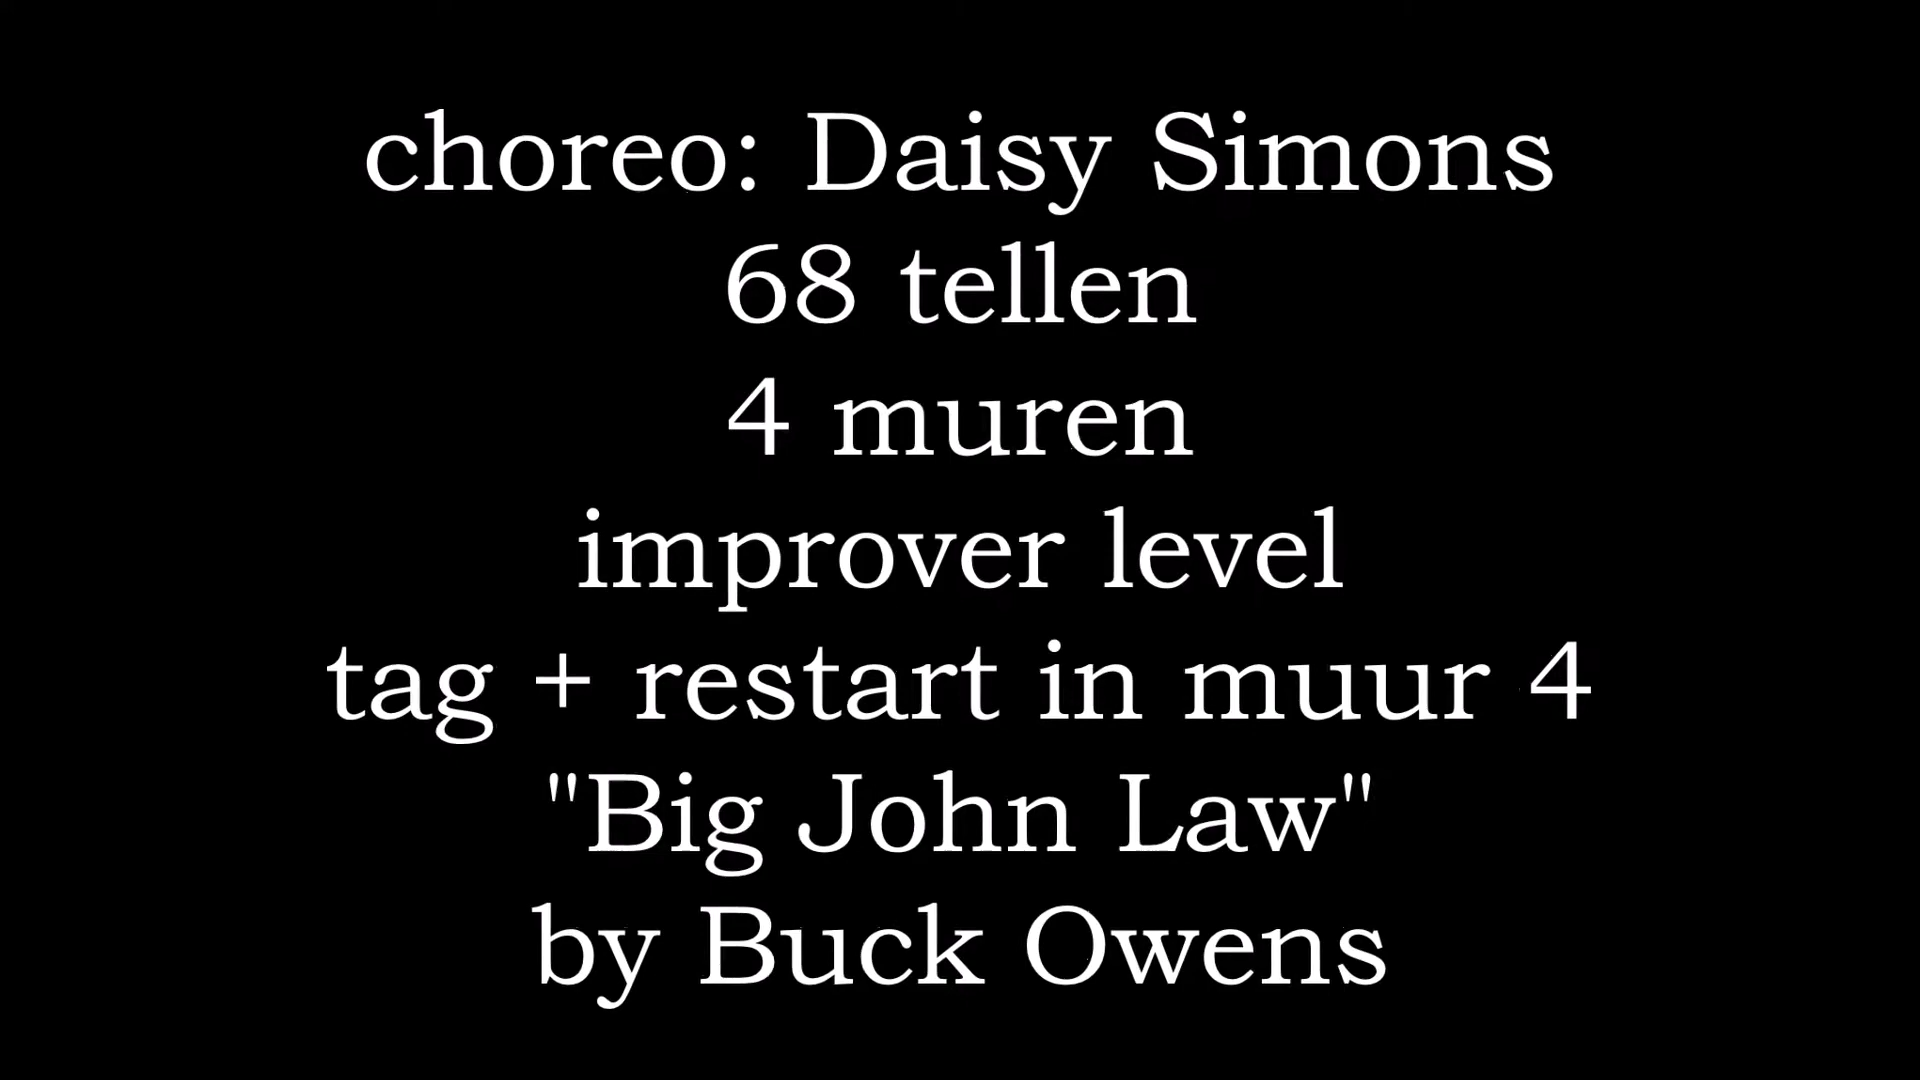 choreo: Daisy Simons
68 tellen
4 muren
improver level
tag + restart in muur 4
"Big John Law"
by Buck Owens